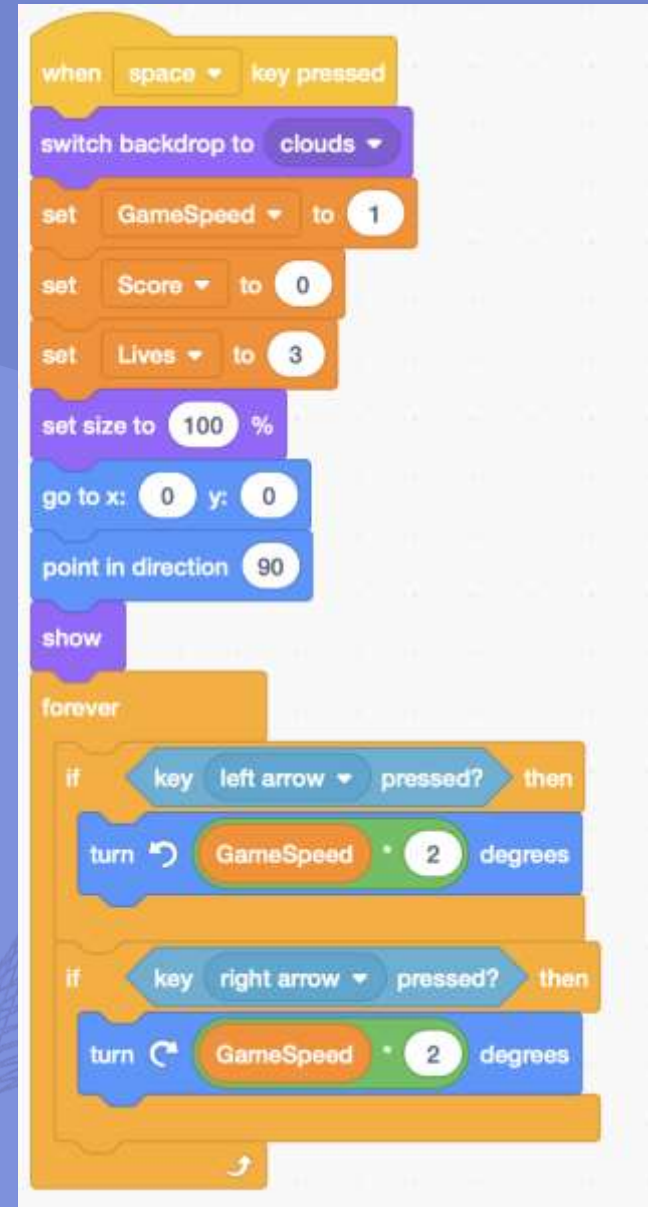 when space key pressed
switch backdrop to clouds
set GameSpeed to 1
set Score to 0
set Lives to 3
set size to 100 %
go to x: 0 y: 0
point in direction 90
show
forever
if key left arrow pressed? then
turn GameSpeed * 2 degrees
if key right arrow pressed? then
turn GameSpeed * 2 degrees